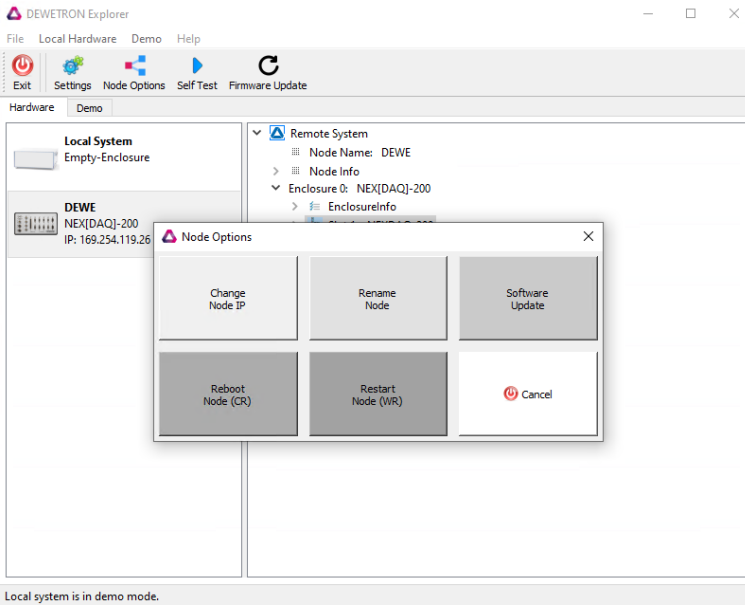 DEWETRON Explorer
File Local Hardware Demo Help
Exit Settings Node Options Self Test Firmware Update
Hardware Demo
Local System
Empty-Enclosure
DEWE
NEX[DAQ]-200
IP: 169.254.119.26
Remote System
Node Name: DEWE
Node Info
Enclosure 0: NEX[DAQ]-200
EnclosureInfo
Node Options
Change
Node IP
Rename
Node
Software
Update
Reboot
Node (CR)
Restart
Node (WR)
Cancel
Local system is in demo mode.